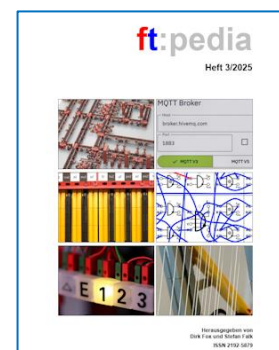 ft:pedia
Heft 3/2025
MQTT Broker
Host
broker.hivemq.com
Port
1883
✓ MQTT V5
MQTT V5
E 1 2 3
Herausgegeben von
Dirk Fox und Stefan Falk
ISSN 2192-5879